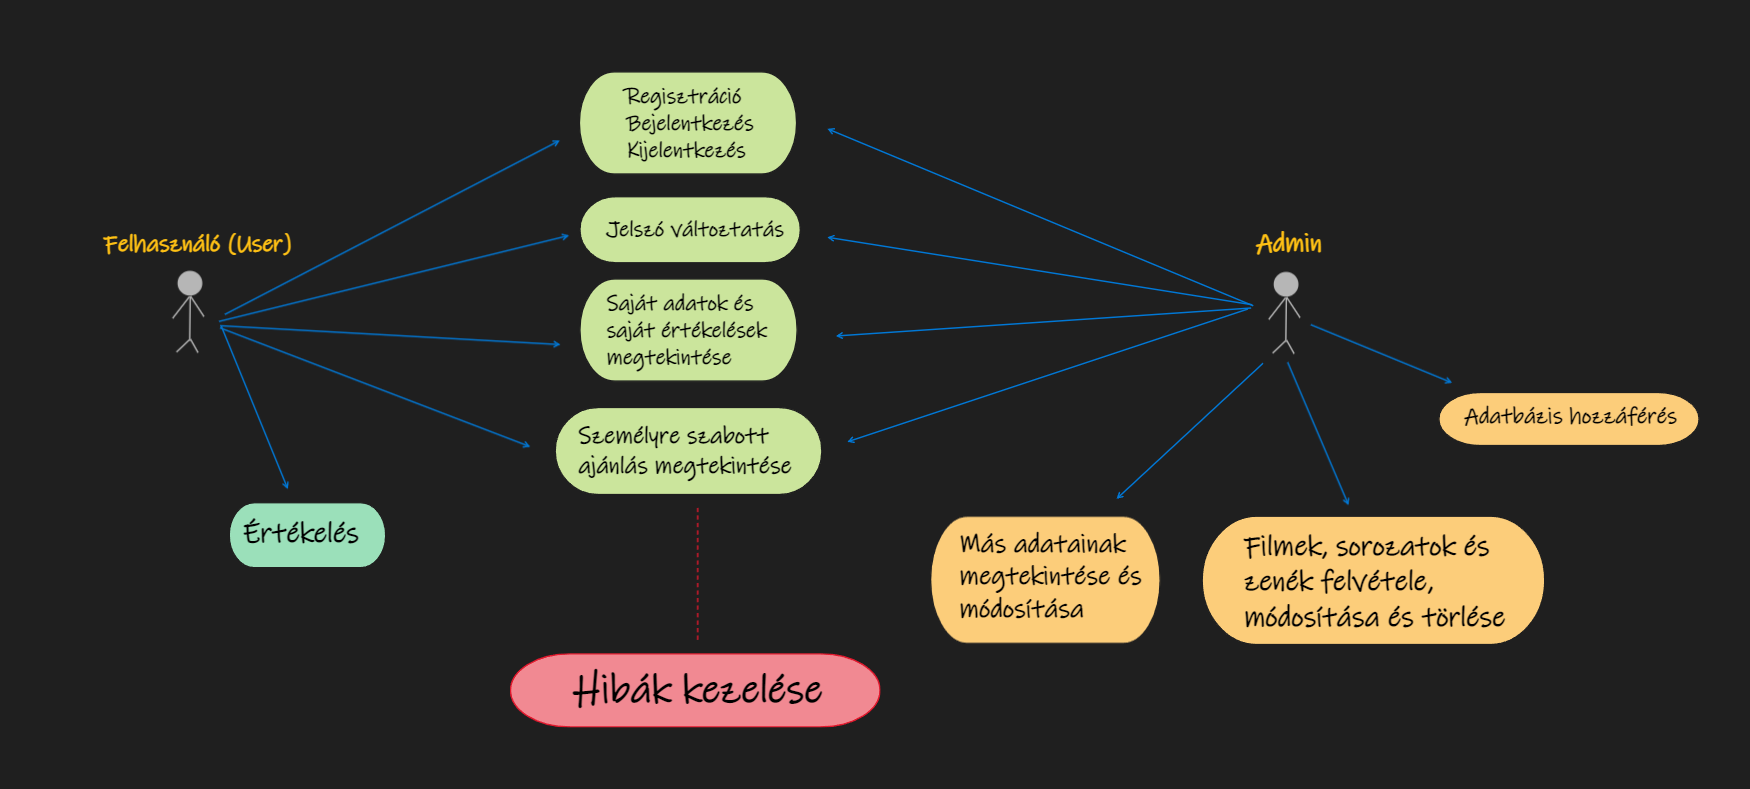 Regisztráció
Bejelentkezés
Kijelentkezés
Jelszó változtatás
Felhasználó (User)
Admin
Saját adatok és
saját értékelések
megtekintése
Adatbázis hozzáférés
Személyre szabott
ajánlás megtekintése
Értékelés
Más adatainak
megtekintése és
módosítása
Filmek, sorozatok és
zenék felvétele,
módosítása és törlése
Hibák kezelése